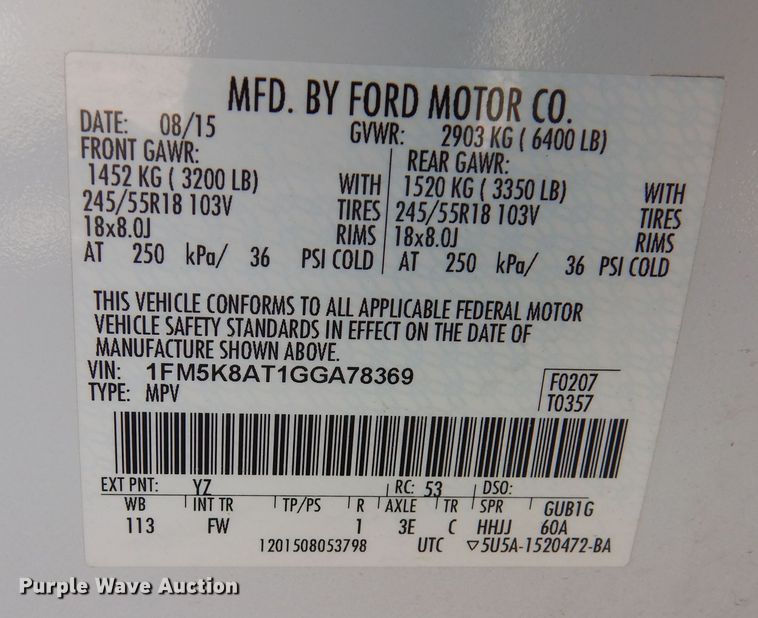 MFD. BY FORD MOTOR CO.
DATE: 08/15 GVWR: 2903 KG ( 6400 LB)
FRONT GAWR: REAR GAWR:
1452 KG ( 3200 LB) WITH 1520 KG ( 3350 LB) WITH
245/55R18 103V TIRES 245/55R18 103V TIRES
18x8.0J RIMS 18x8.0J RIMS
AT 250 kPa/ 36 PSI COLD AT 250 kPa/ 36 PSI COLD
THIS VEHICLE CONFORMS TO ALL APPLICABLE FEDERAL MOTOR
VEHICLE SAFETY STANDARDS IN EFFECT ON THE DATE OF
MANUFACTURE SHOWN ABOVE.
VIN: 1FM5K8AT1GGA78369 F0207
TYPE: MPV T0357
EXT PNT: YZ RC: 53 DSO:
WB INT TR TP/PS R AXLE TR SPR GUB1G
113 FW 1 3E C HHJJ 60A
1201508053798 UTC ▽5U5A-1520472-BA
Purple Wave Auction